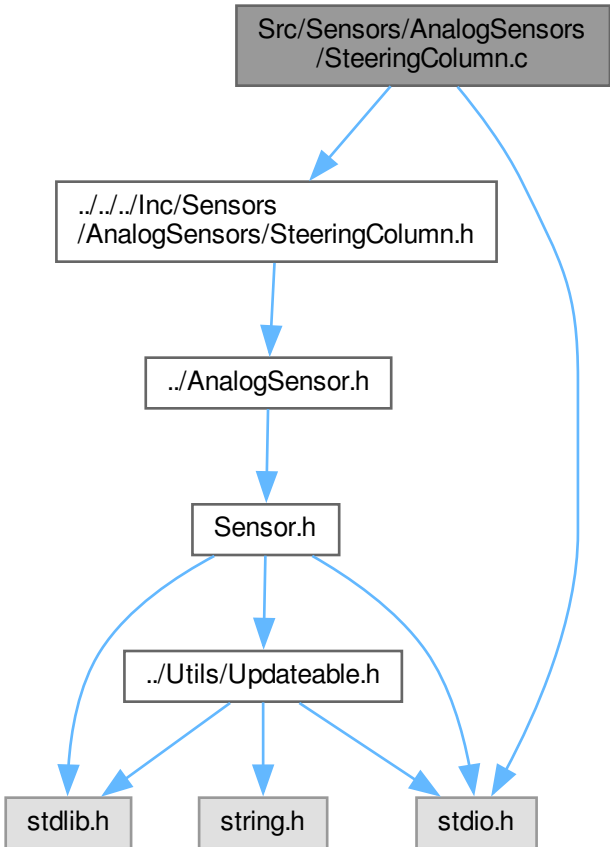 Src/Sensors/AnalogSensors
/SteeringColumn.c
../../../Inc/Sensors
/AnalogSensors/SteeringColumn.h
../AnalogSensor.h
Sensor.h
../Utils/Updateable.h
stdlib.h
string.h
stdio.h